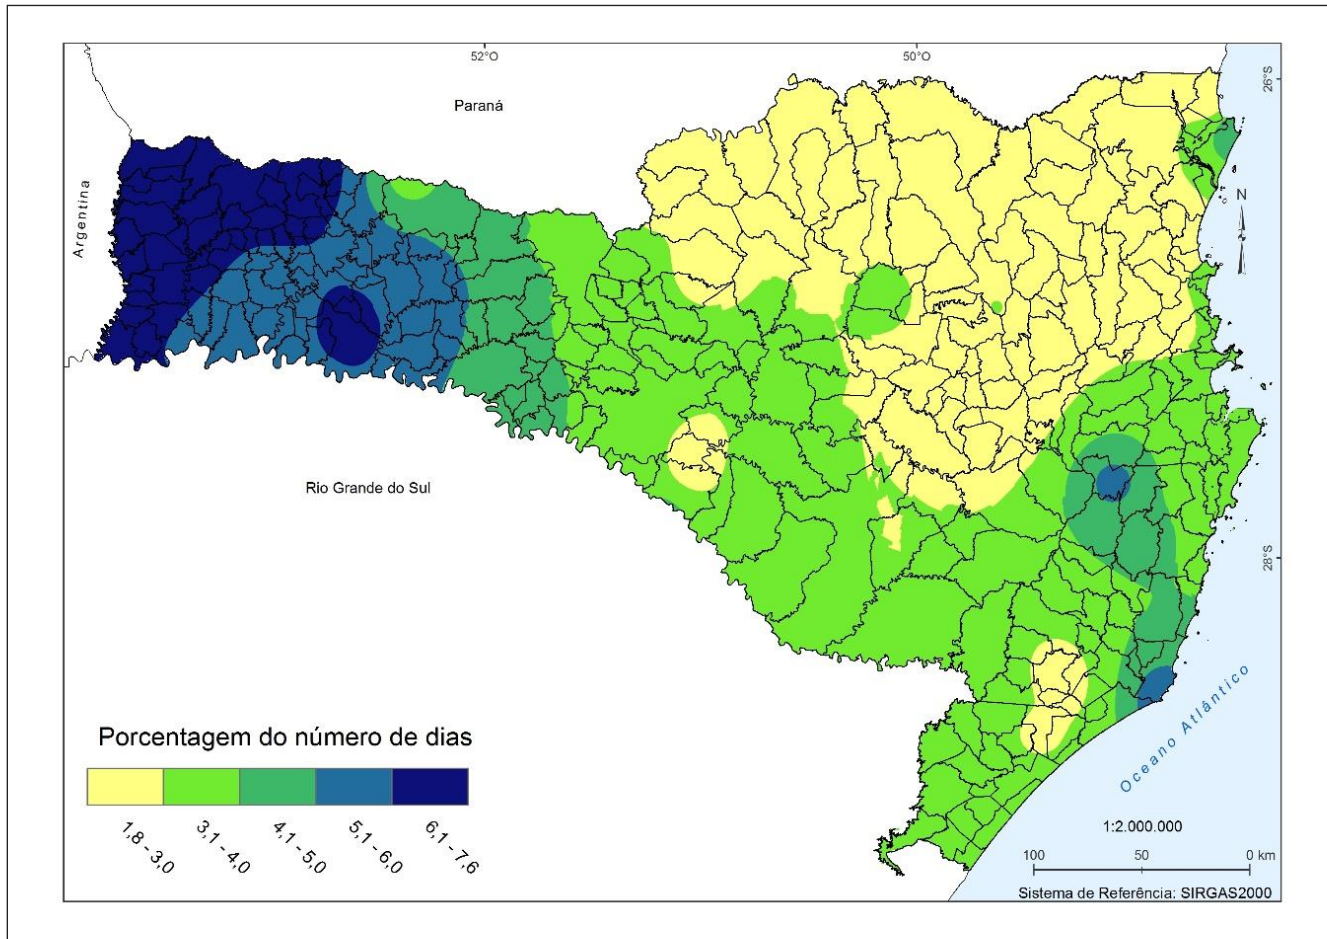 52°O
50°O
26°S
Paraná
Argentina
N
Rio Grande do Sul
28°S
Oceano Atlântico
Porcentagem do número de dias
1,8 - 3,0
3,1 - 4,0
4,1 - 5,0
5,1 - 6,0
6,1 - 7,6
1:2.000.000
100 50 0 km
Sistema de Referência: SIRGAS2000